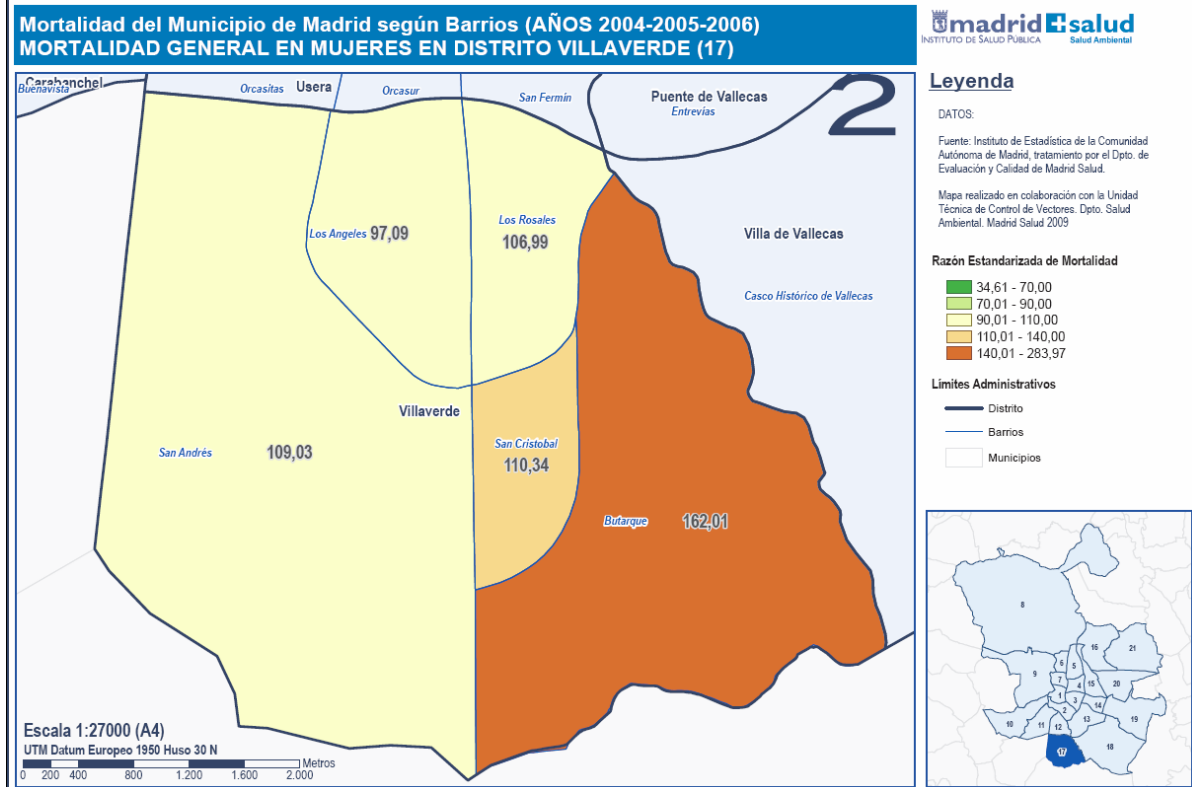 Mortalidad del Municipio de Madrid según Barrios (AÑOS 2004-2005-2006)
MORTALIDAD GENERAL EN MUJERES EN DISTRITO VILLAVERDE (17)
madrid salud
INSTITUTO DE SALUD PÚBLICA
Salud Ambiental
Carabanchel
Buenavista
Orcasitas
Usera
Orcasur
San Fermín
Puente de Vallecas
Entrevías
2
Los Angeles 97,09
Los Rosales
106,99
Villa de Vallecas
Casco Histórico de Vallecas
Villaverde
San Andrés
109,03
San Cristobal
110,34
Butarque
162,01
Escala 1:27000 (A4)
UTM Datum Europeo 1950 Huso 30 N
Metros
0 200 400 800 1.200 1.600 2.000
Leyenda
DATOS:
Fuente: Instituto de Estadística de la Comunidad
Autónoma de Madrid, tratamiento por el Dpto. de
Evaluación y Calidad de Madrid Salud.
Mapa realizado en colaboración con la Unidad
Técnica de Control de Vectores. Dpto. Salud
Ambiental. Madrid Salud 2009
Razón Estandarizada de Mortalidad
34,61 - 70,00
70,01 - 90,00
90,01 - 110,00
110,01 - 140,00
140,01 - 283,97
Limites Administrativos
Distrito
Barrios
Municipios
8
16
21
6
5
9
7
4
15
20
1
3
2
14
10
11
12
13
19
17
18